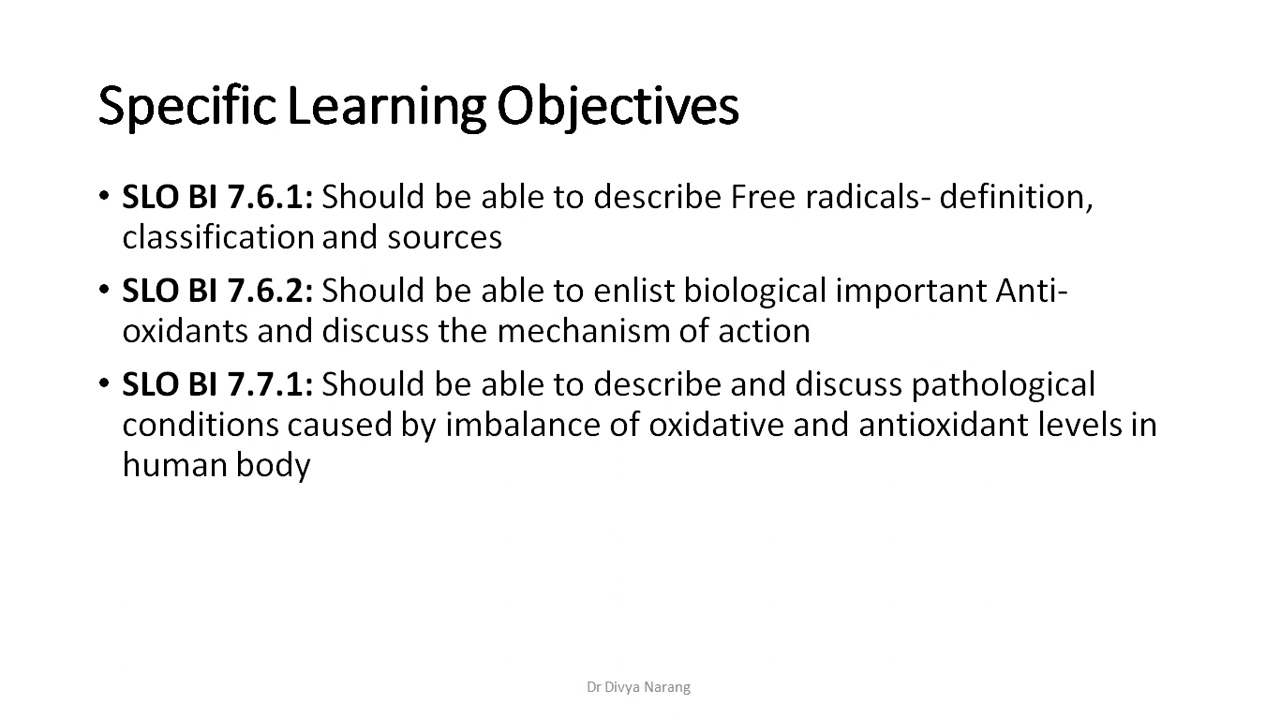 Specific Learning Objectives
• SLO BI 7.6.1: Should be able to describe Free radicals- definition,
classification and sources
• SLO BI 7.6.2: Should be able to enlist biological important Anti-
oxidants and discuss the mechanism of action
• SLO BI 7.7.1: Should be able to describe and discuss pathological
conditions caused by imbalance of oxidative and antioxidant levels in
human body
Dr Divya Narang